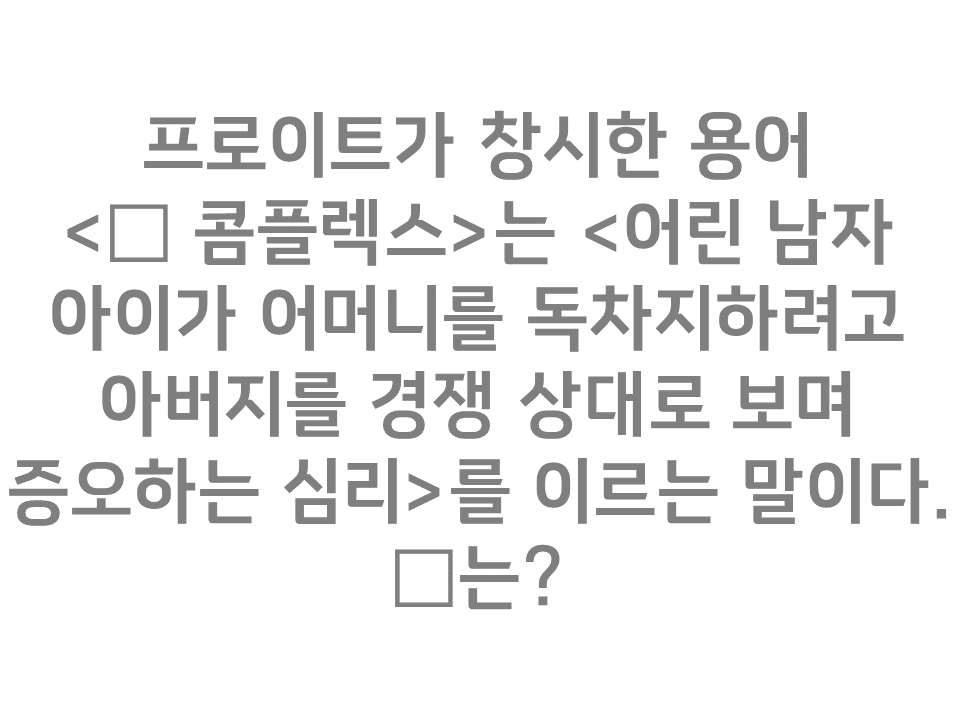 프로이트가 창시한 용어
<□ 콤플렉스>는 <어린 남자
아이가 어머니를 독차지하려고
아버지를 경쟁 상대로 보며
증오하는 심리>를 이르는 말이다.
□는?